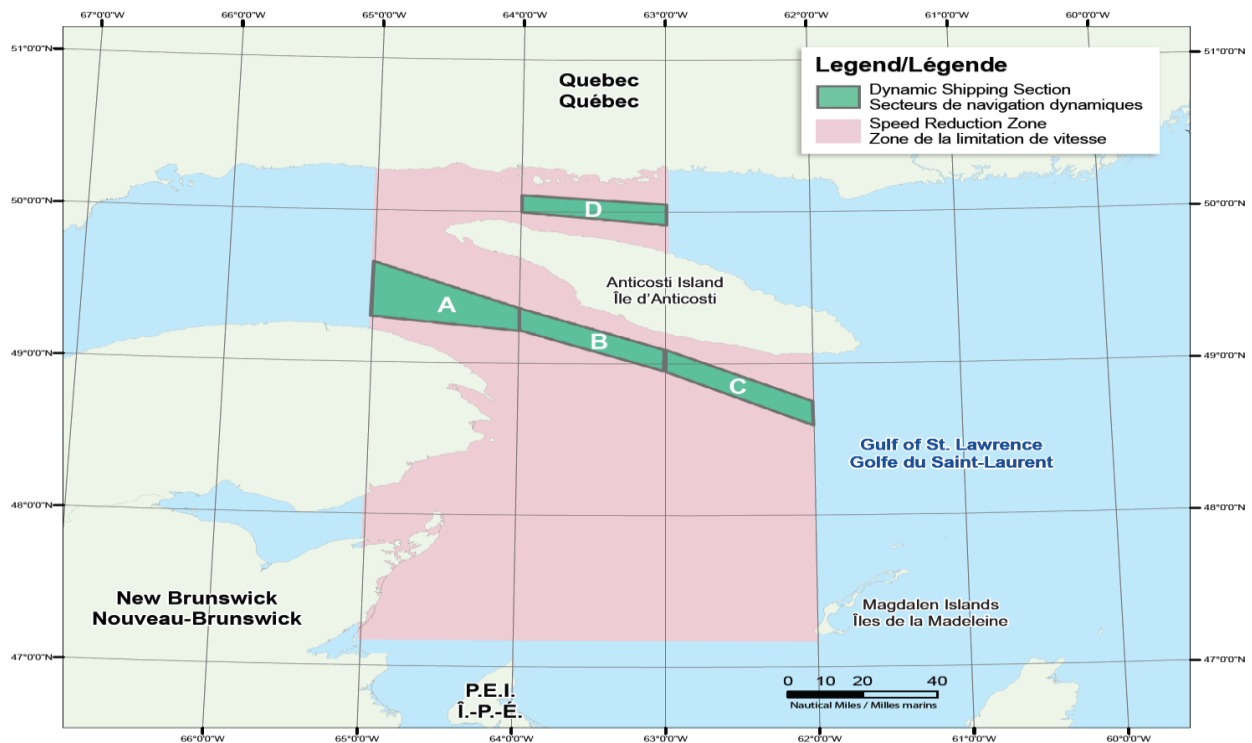 67°0'0"W 66°0'0"W 65°0'0"W 64°0'0"W 63°0'0"W 62°0'0"W 61°0'0"W 60°0'0"W
51°0'0"N
51°0'0"N
Legend/Légende
Dynamic Shipping Section
Secteurs de navigation dynamiques
Speed Reduction Zone
Zone de la limitation de vitesse
Quebec
Québec
50°0'0"N
50°0'0"N
D
Anticosti Island
Île d'Anticosti
A
B
C
49°0'0"N
49°0'0"N
Gulf of St. Lawrence
Golfe du Saint-Laurent
48°0'0"N
48°0'0"N
New Brunswick
Nouveau-Brunswick
Magdalen Islands
Îles de la Madeleine
47°0'0"N
47°0'0"N
P.E.I.
Î.-P.-É.
0 10 20 40
Nautical Miles / Milles marins
66°0'0"W 65°0'0"W 64°0'0"W 63°0'0"W 62°0'0"W 61°0'0"W 60°0'0"W